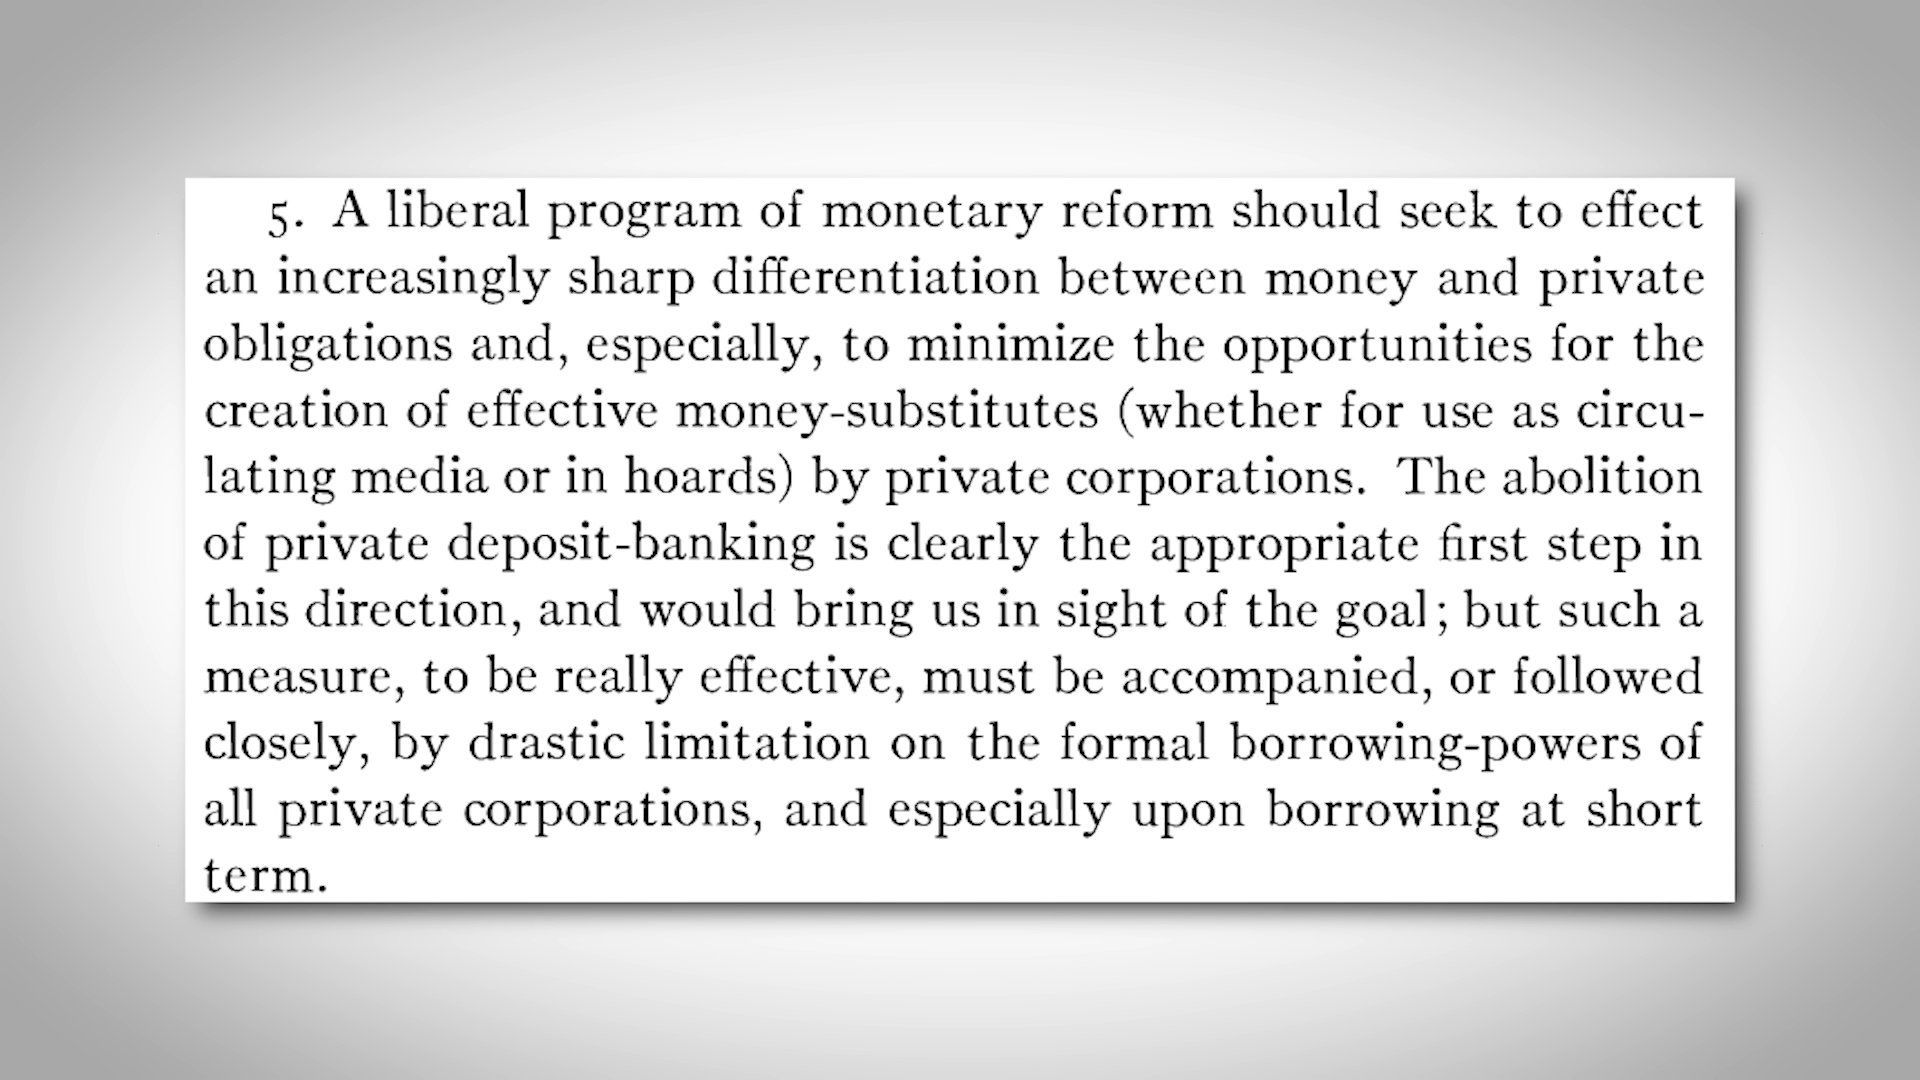 5. A liberal program of monetary reform should seek to effect
an increasingly sharp differentiation between money and private
obligations and, especially, to minimize the opportunities for the
creation of effective money-substitutes (whether for use as circu-
lating media or in hoards) by private corporations. The abolition
of private deposit-banking is clearly the appropriate first step in
this direction, and would bring us in sight of the goal; but such a
measure, to be really effective, must be accompanied, or followed
closely, by drastic limitation on the formal borrowing-powers of
all private corporations, and especially upon borrowing at short
term.